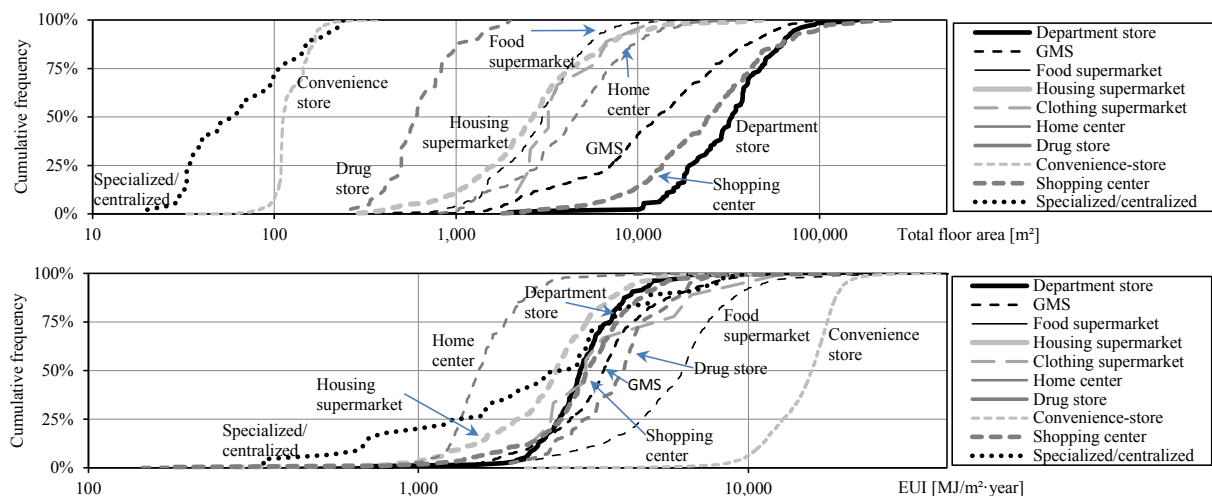 Cumulative frequency
100%
75%
50%
25%
0%
10
100
1,000
10,000
100,000
Total floor area [m²]
Specialized/
centralized
Convenience
store
Drug
store
Housing
supermarket
Food
supermarket
Home
center
GMS
Department
store
Shopping
center
Department store
GMS
Food supermarket
Housing supermarket
Clothing supermarket
Home center
Drug store
Convenience-store
Shopping center
Specialized/centralized
Cumulative frequency
100%
75%
50%
25%
0%
100
1,000
10,000
EUI [MJ/m²·year]
Specialized/
centralized
Housing
supermarket
Home
center
Department
store
Food
supermarket
Convenience
store
Drug store
GMS
Shopping
center
Department store
GMS
Food supermarket
Housing supermarket
Clothing supermarket
Home center
Drug store
Convenience-store
Shopping center
Specialized/centralized